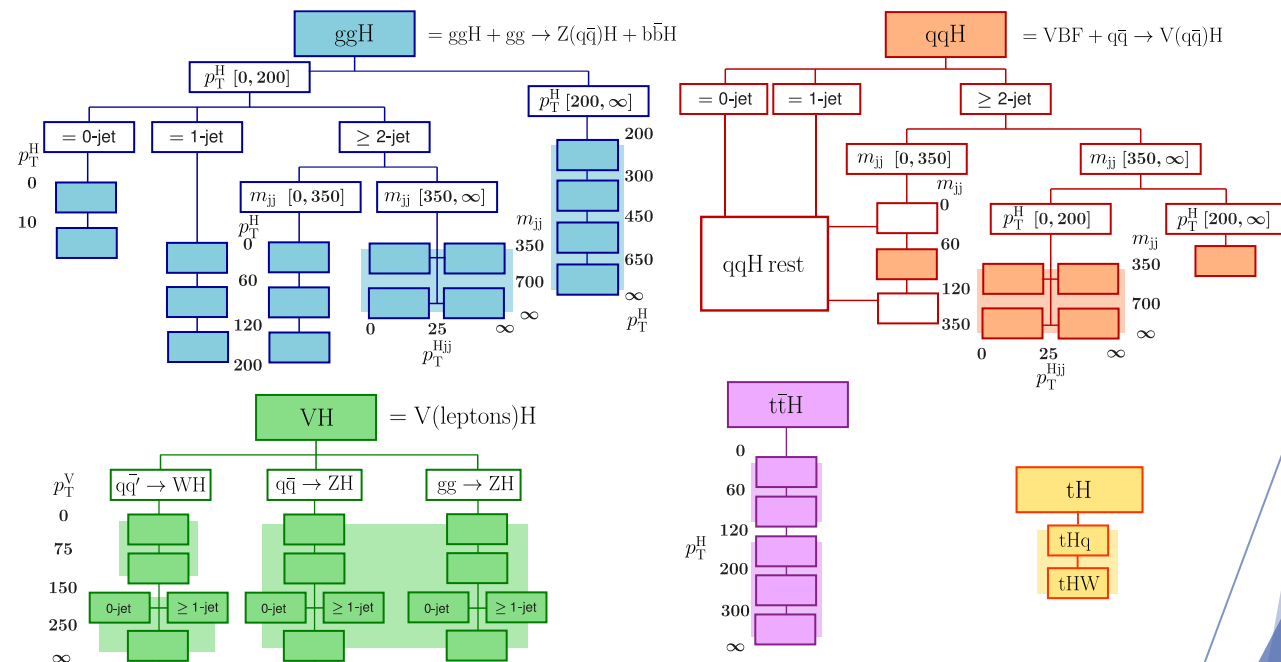 ggH = ggH + gg → Z(qq̄)H + bb̄H
p_T^H [0, 200]
p_T^H [200, ∞]
= 0-jet
= 1-jet
≥ 2-jet
p_T^H
0
10
m_jj [0, 350]
m_jj [350, ∞]
p_T^H
0
60
120
200
m_jj
350
700
∞
0 25 ∞
p_T^Hjj
200
300
450
650
∞
p_T^H
qqH = VBF + qq̄ → V(qq̄)H
= 0-jet
= 1-jet
≥ 2-jet
m_jj [0, 350]
m_jj [350, ∞]
m_jj
0
60
120
350
qqH rest
p_T^H [0, 200]
p_T^H [200, ∞]
m_jj
350
700
∞
0 25 ∞
p_T^Hjj
VH = V(leptons)H
p_T^V
qq̄′ → WH
qq̄ → ZH
gg → ZH
0
75
150
250
∞
0-jet
≥ 1-jet
0-jet
≥ 1-jet
0-jet
≥ 1-jet
tt̄H
0
60
120
p_T^H
200
300
∞
tH
tHq
tHW